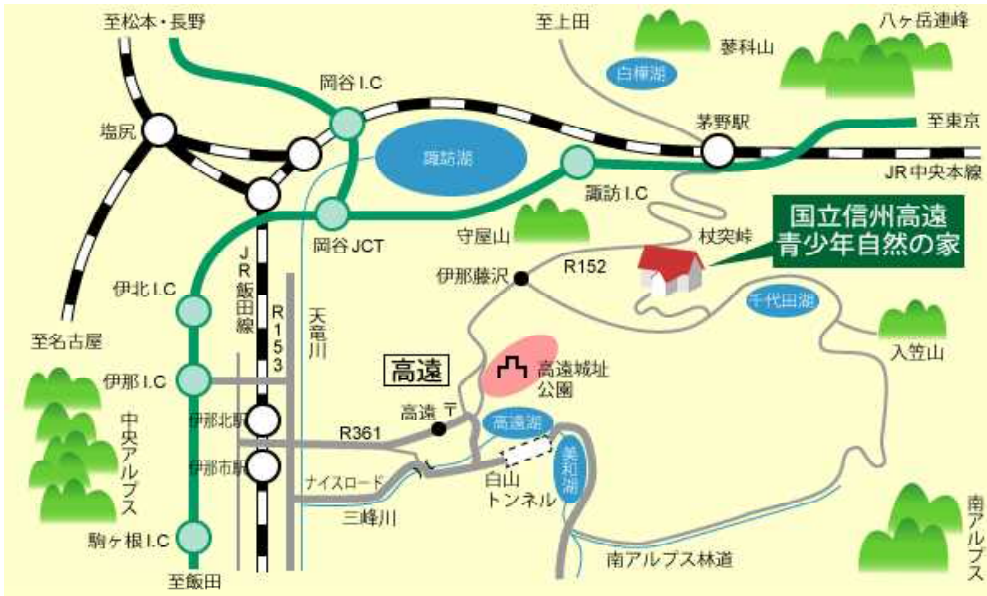 至松本・長野
至上田
八ヶ岳連峰
蓼科山
白樺湖
岡谷I.C
塩尻
茅野駅
至東京
諏訪湖
JR中央本線
諏訪I.C
国立信州高遠
青少年自然の家
守屋山
杖突峠
岡谷JCT
JR飯田線
R152
伊那藤沢
伊北I.C
千代田湖
R153
天竜川
至名古屋
入笠山
高遠
高遠城址
公園
伊那I.C
中央アルプス
伊那北駅
高遠
〒
高遠湖
R361
美和湖
伊那市駅
ナイスロード
白山
トンネル
三峰川
南アルプス
駒ヶ根I.C
南アルプス林道
至飯田